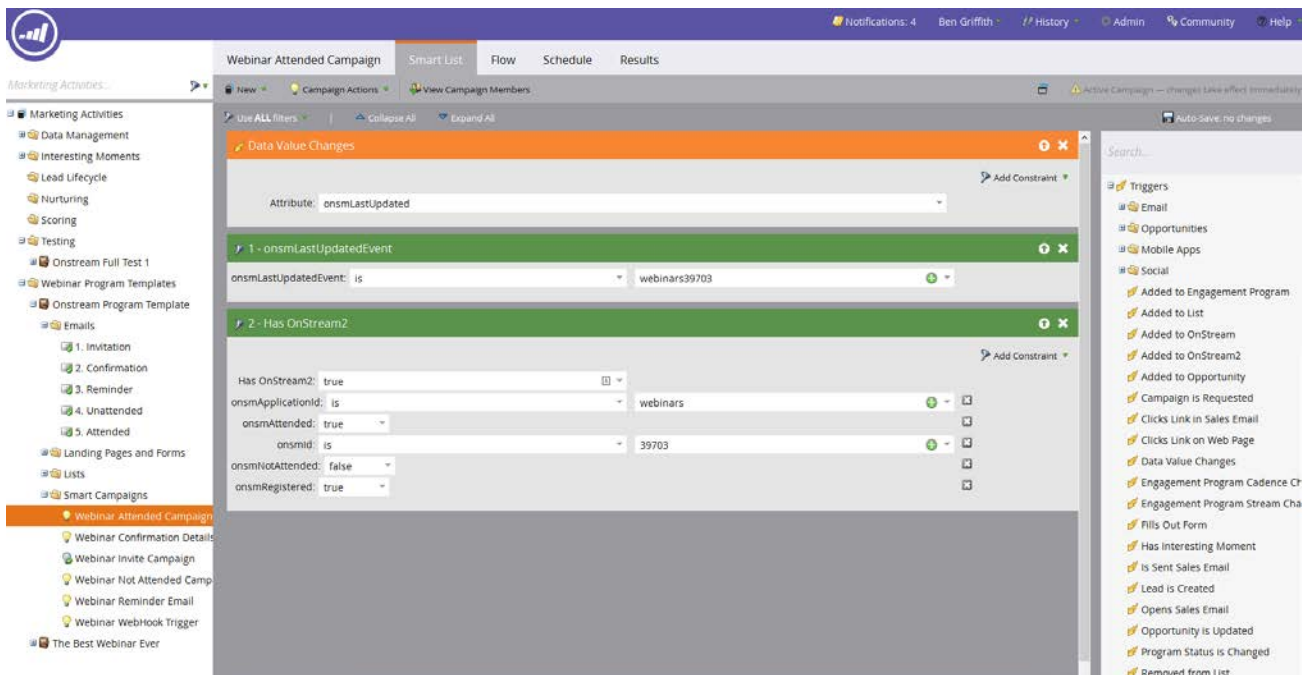 Notifications: 4 Ben Griffith History Admin Community Help
Webinar Attended Campaign Smart List Flow Schedule Results
Marketing Activities...
New Campaign Actions View Campaign Members Active Campaign — changes take effect immediately
Use ALL filters Collapse All Expand All Auto-Save: no changes
Marketing Activities
Data Management
Interesting Moments
Lead Lifecycle
Nurturing
Scoring
Testing
Onstream Full Test 1
Webinar Program Templates
Onstream Program Template
Emails
1. Invitation
2. Confirmation
3. Reminder
4. Unattended
5. Attended
Landing Pages and Forms
Lists
Smart Campaigns
Webinar Attended Campaign
Webinar Confirmation Details
Webinar Invite Campaign
Webinar Not Attended Camp
Webinar Reminder Email
Webinar WebHook Trigger
The Best Webinar Ever
Data Value Changes
Add Constraint
Attribute: onsmLastUpdated
1 - onsmLastUpdatedEvent
onsmLastUpdatedEvent: is webinars39703
2 - Has OnStream2
Add Constraint
Has OnStream2: true
onsmApplicationId: is webinars
onsmAttended: true
onsmId: is 39703
onsmNotAttended: false
onsmRegistered: true
Search...
Triggers
Email
Opportunities
Mobile Apps
Social
Added to Engagement Program
Added to List
Added to OnStream
Added to OnStream2
Added to Opportunity
Campaign is Requested
Clicks Link in Sales Email
Clicks Link on Web Page
Data Value Changes
Engagement Program Cadence Ch
Engagement Program Stream Cha
Fills Out Form
Has Interesting Moment
Is Sent Sales Email
Lead is Created
Opens Sales Email
Opportunity is Updated
Program Status is Changed
Removed from List